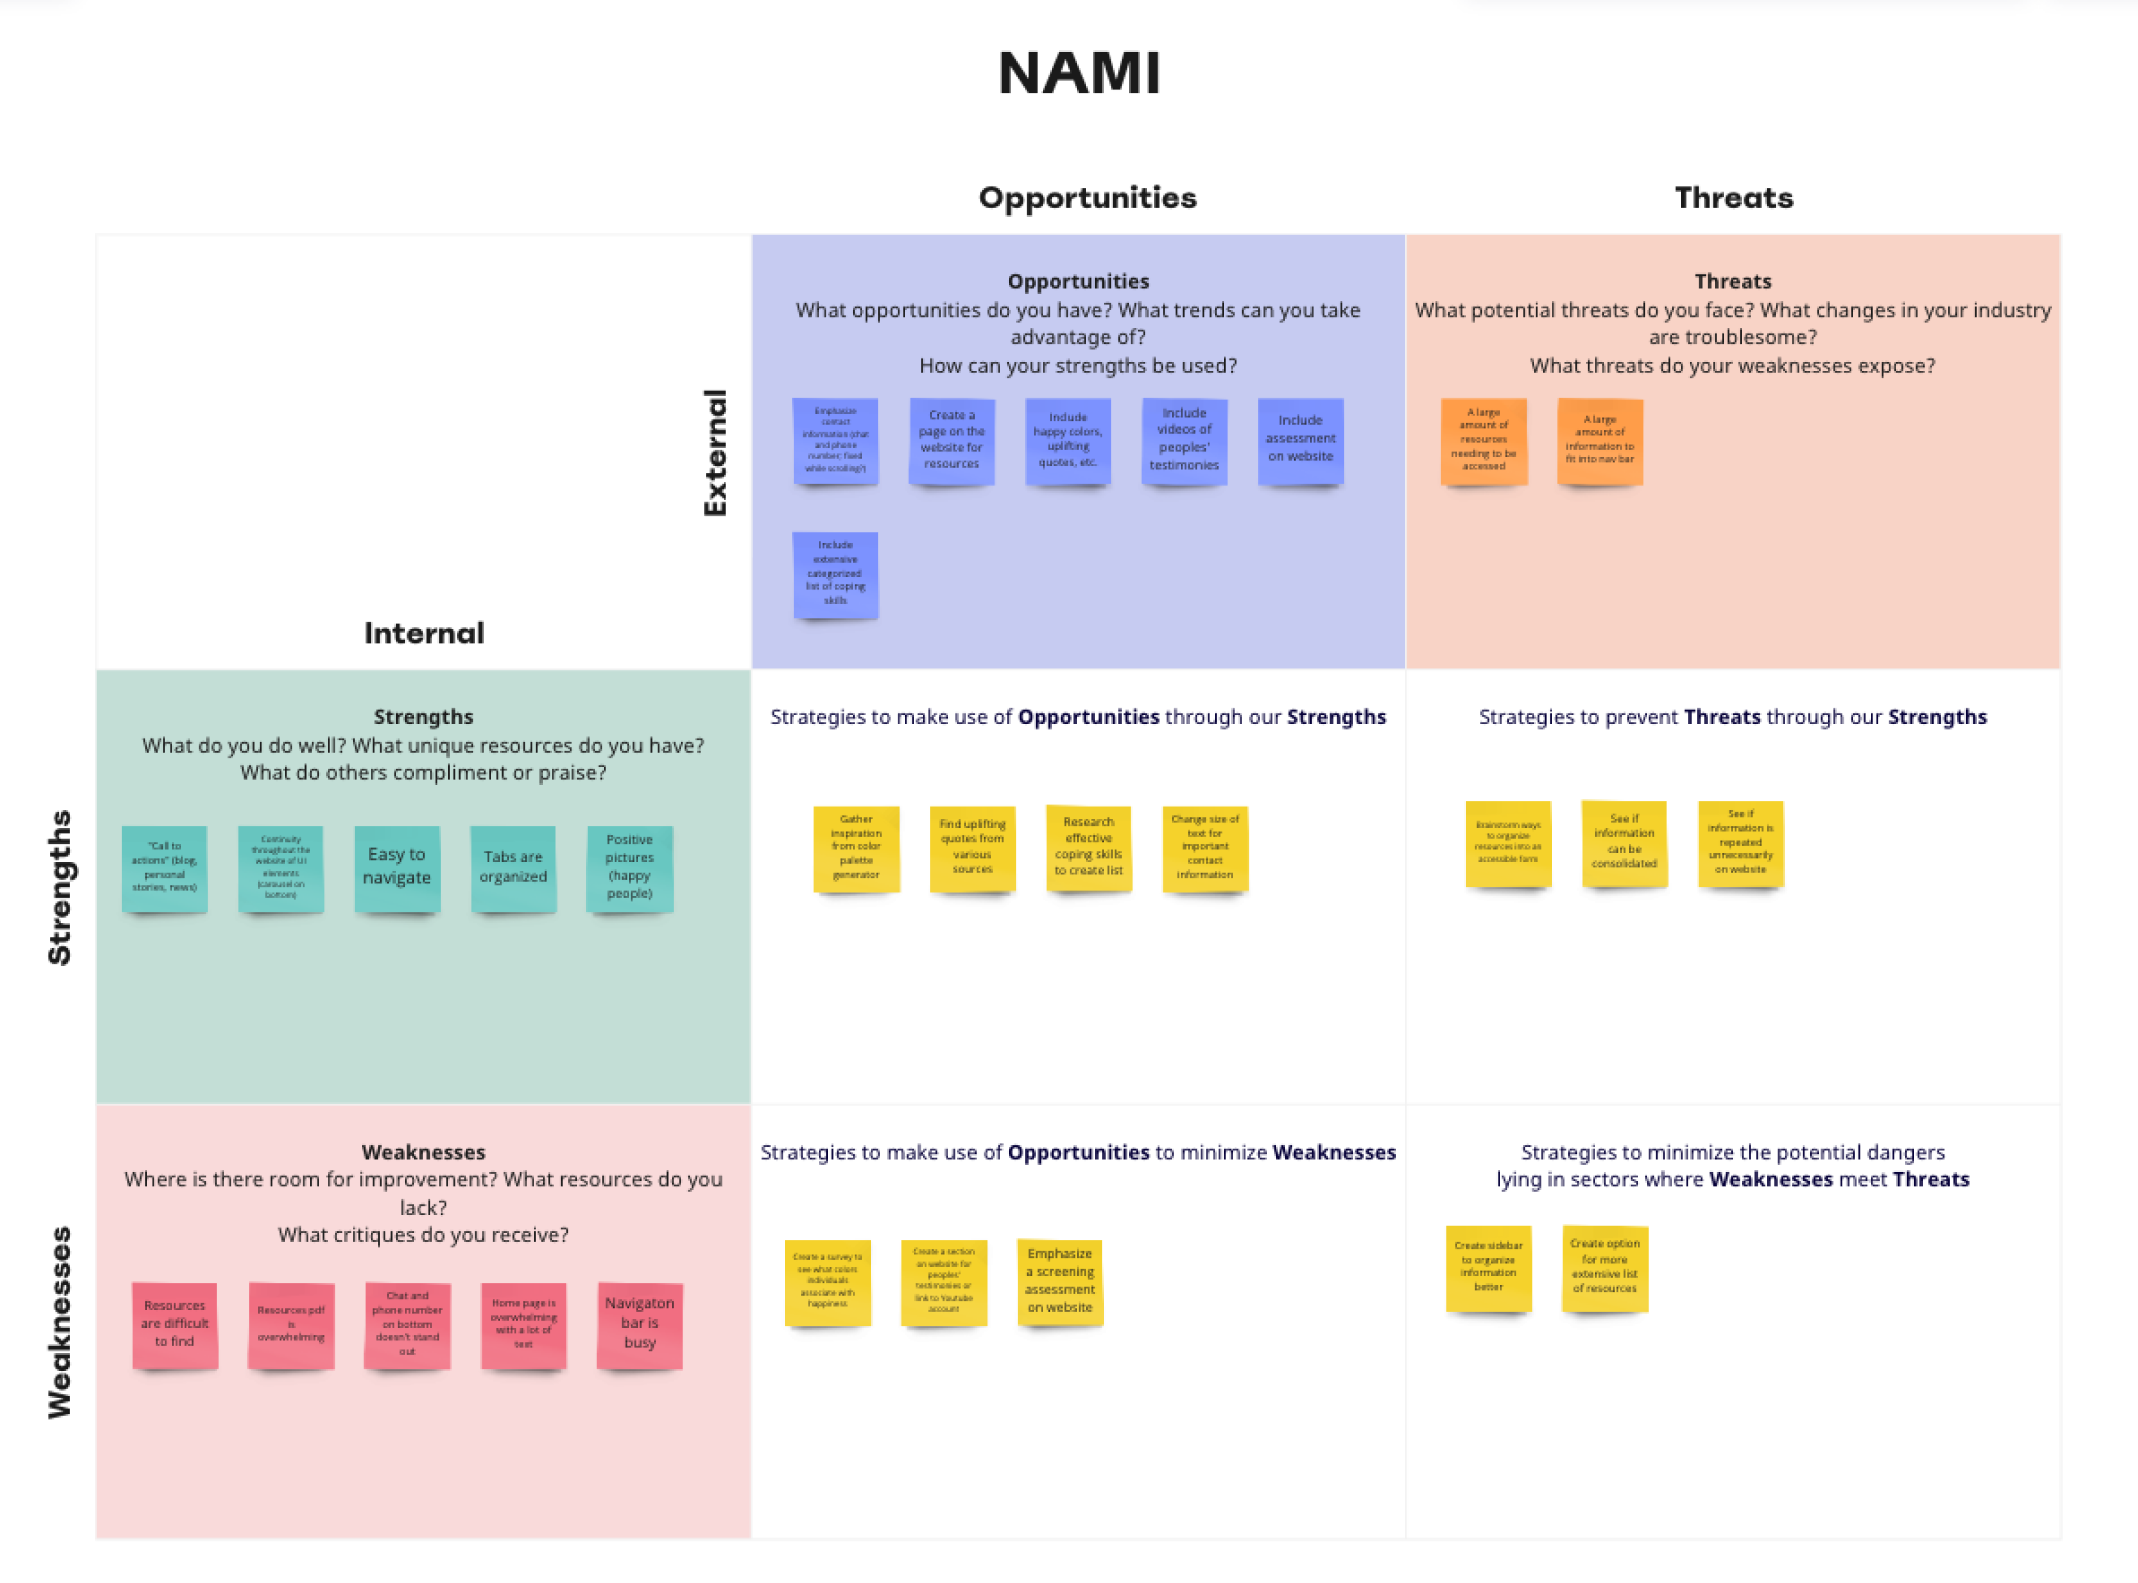 NAMI
Opportunities
Threats
External
Internal
Opportunities
What opportunities do you have? What trends can you take
advantage of?
How can your strengths be used?
Emphasize
contact
information (chat
and phone
number; fixed
while scrolling?)
Create a
page on the
website for
resources
Include
happy colors,
uplifting
quotes, etc.
Include
videos of
peoples'
testimonies
Include
assessment
on website
Include
extensive
categorized
list of coping
skills
Threats
What potential threats do you face? What changes in your industry
are troublesome?
What threats do your weaknesses expose?
A large
amount of
resources
needing to be
accessed
A large
amount of
information to
fit into nav bar
Strengths
Strengths
What do you do well? What unique resources do you have?
What do others compliment or praise?
"Call to
actions" (blog,
personal
stories, news)
Continuity
throughout the
website of UI
elements
(carousel on
bottom)
Easy to
navigate
Tabs are
organized
Positive
pictures
(happy
people)
Strategies to make use of Opportunities through our Strengths
Gather
inspiration
from color
palette
generator
Find uplifting
quotes from
various
sources
Research
effective
coping skills
to create list
Change size of
text for
important
contact
information
Strategies to prevent Threats through our Strengths
Brainstorm ways
to organize
resources into an
accessible form
See if
information
can be
consolidated
See if
information is
repeated
unnecessarily
on website
Weaknesses
Weaknesses
Where is there room for improvement? What resources do you
lack?
What critiques do you receive?
Resources
are difficult
to find
Resources pdf
is
overwhelming
Chat and
phone number
on bottom
doesn't stand
out
Home page is
overwhelming
with a lot of
text
Navigaton
bar is
busy
Strategies to make use of Opportunities to minimize Weaknesses
Create a survey to
see what colors
individuals
associate with
happiness
Create a section
on website for
peoples'
testimonies or
link to Youtube
account
Emphasize
a screening
assessment
on website
Strategies to minimize the potential dangers
lying in sectors where Weaknesses meet Threats
Create sidebar
to organize
information
better
Create option
for more
extensive list
of resources